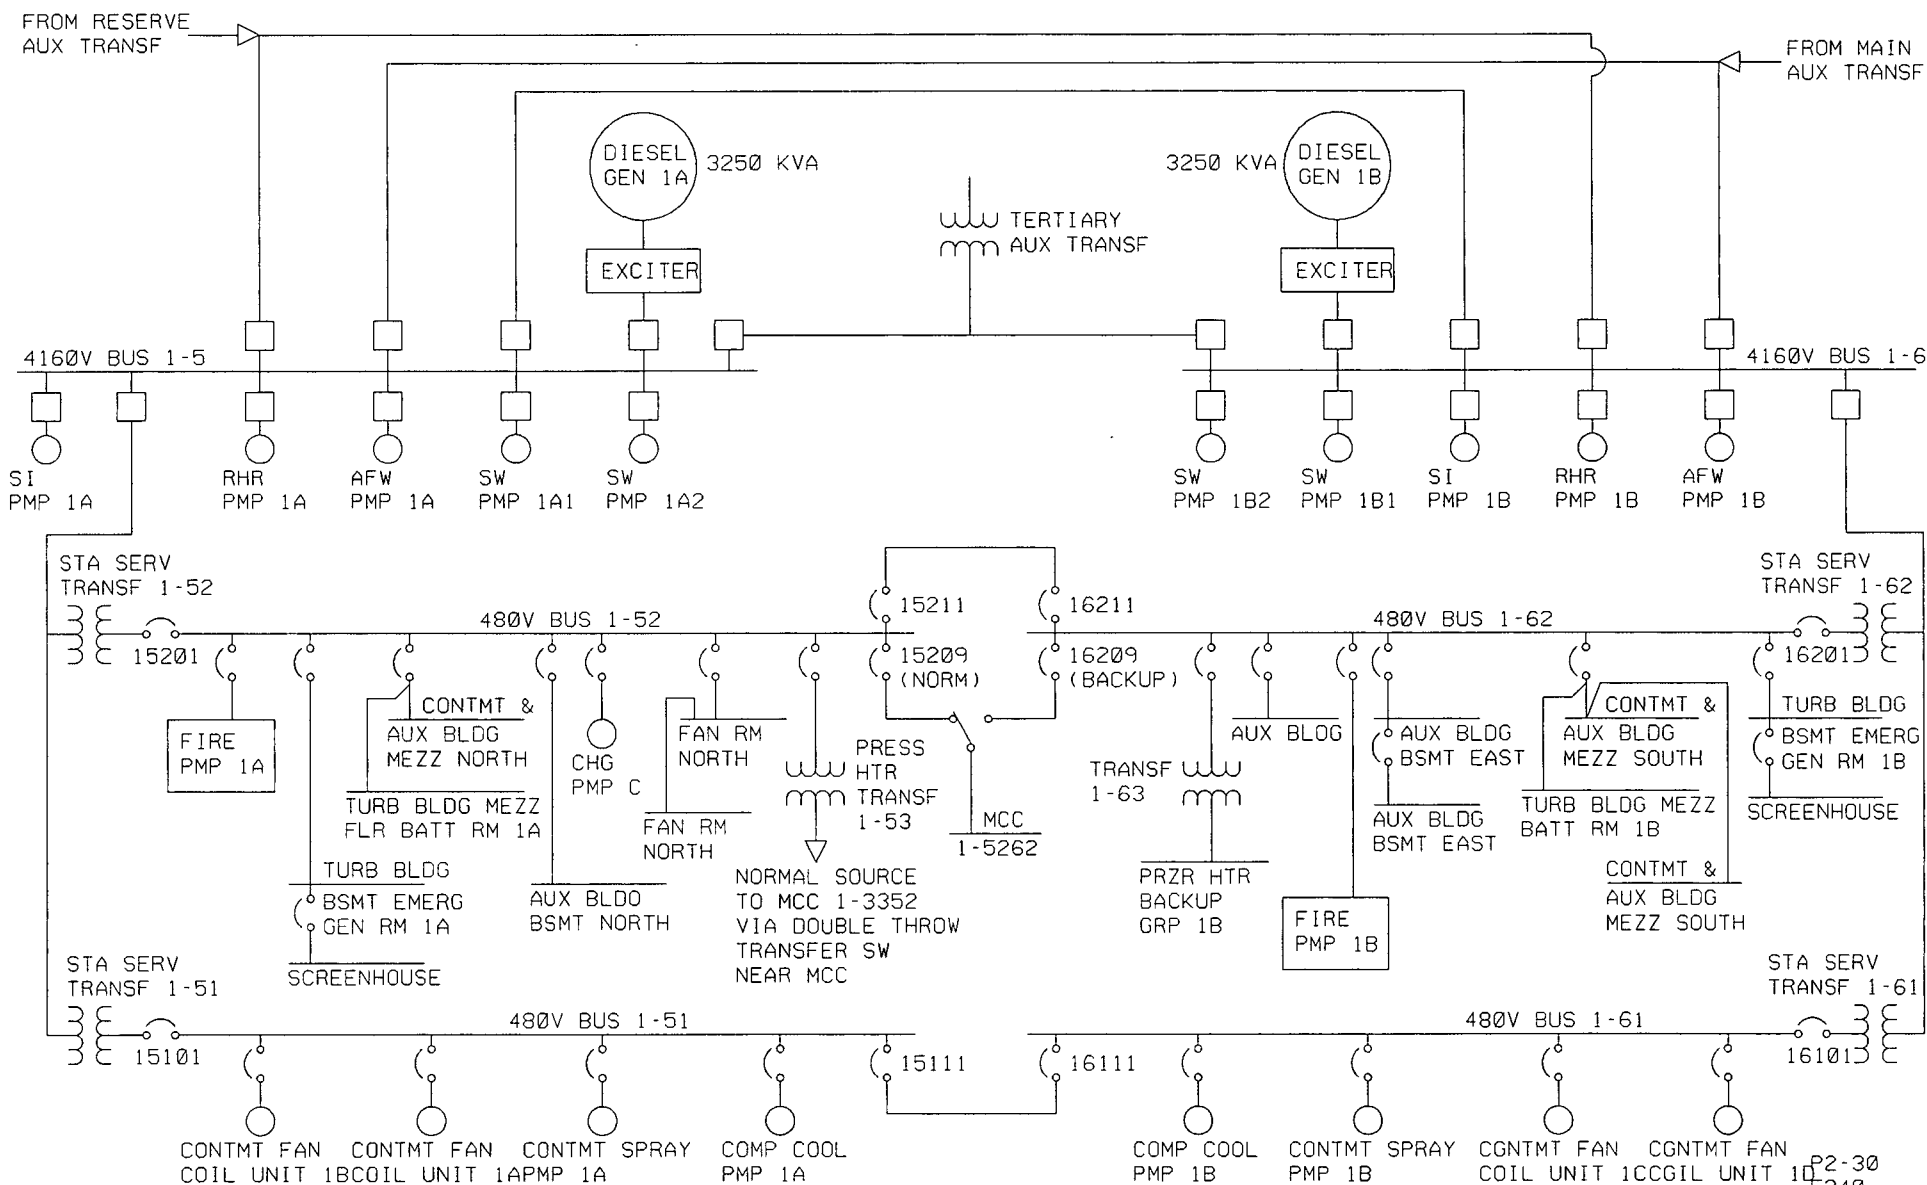 FROM RESERVE
AUX TRANSF
FROM MAIN
AUX TRANSF
DIESEL
GEN 1A
3250 KVA
3250 KVA
DIESEL
GEN 1B
TERTIARY
AUX TRANSF
EXCITER
EXCITER
4160V BUS 1-5
4160V BUS 1-6
SI
PMP 1A
RHR
PMP 1A
AFW
PMP 1A
SW
PMP 1A1
SW
PMP 1A2
SW
PMP 1B2
SW
PMP 1B1
SI
PMP 1B
RHR
PMP 1B
AFW
PMP 1B
STA SERV
TRANSF 1-52
15201
480V BUS 1-52
15211
16211
480V BUS 1-62
STA SERV
TRANSF 1-62
16201
15209
(NORM)
16209
(BACKUP)
FIRE
PMP 1A
CONTMT &
AUX BLDG
MEZZ NORTH
TURB BLDG MEZZ
FLR BATT RM 1A
TURB BLDG
BSMT EMERG
GEN RM 1A
SCREENHOUSE
CHG
PMP C
AUX BLDO
BSMT NORTH
FAN RM
NORTH
FAN RM
NORTH
PRESS
HTR
TRANSF
1-53
NORMAL SOURCE
TO MCC 1-3352
VIA DOUBLE THROW
TRANSFER SW
NEAR MCC
MCC
1-5262
TRANSF
1-63
PRZR HTR
BACKUP
GRP 1B
AUX BLOG
FIRE
PMP 1B
AUX BLDG
BSMT EAST
AUX BLDG
BSMT EAST
CONTMT &
AUX BLDG
MEZZ SOUTH
TURB BLDG MEZZ
BATT RM 1B
CONTMT &
AUX BLDG
MEZZ SOUTH
TURB BLDG
BSMT EMERG
GEN RM 1B
SCREENHOUSE
STA SERV
TRANSF 1-51
15101
480V BUS 1-51
15111
16111
480V BUS 1-61
STA SERV
TRANSF 1-61
16101
CONTMT FAN
COIL UNIT 1B
CONTMT FAN
COIL UNIT 1A
CONTMT SPRAY
PMP 1A
COMP COOL
PMP 1A
COMP COOL
PMP 1B
CONTMT SPRAY
PMP 1B
CGNTMT FAN
COIL UNIT 1C
CGNTMT FAN
CGIL UNIT 1D
P2-30